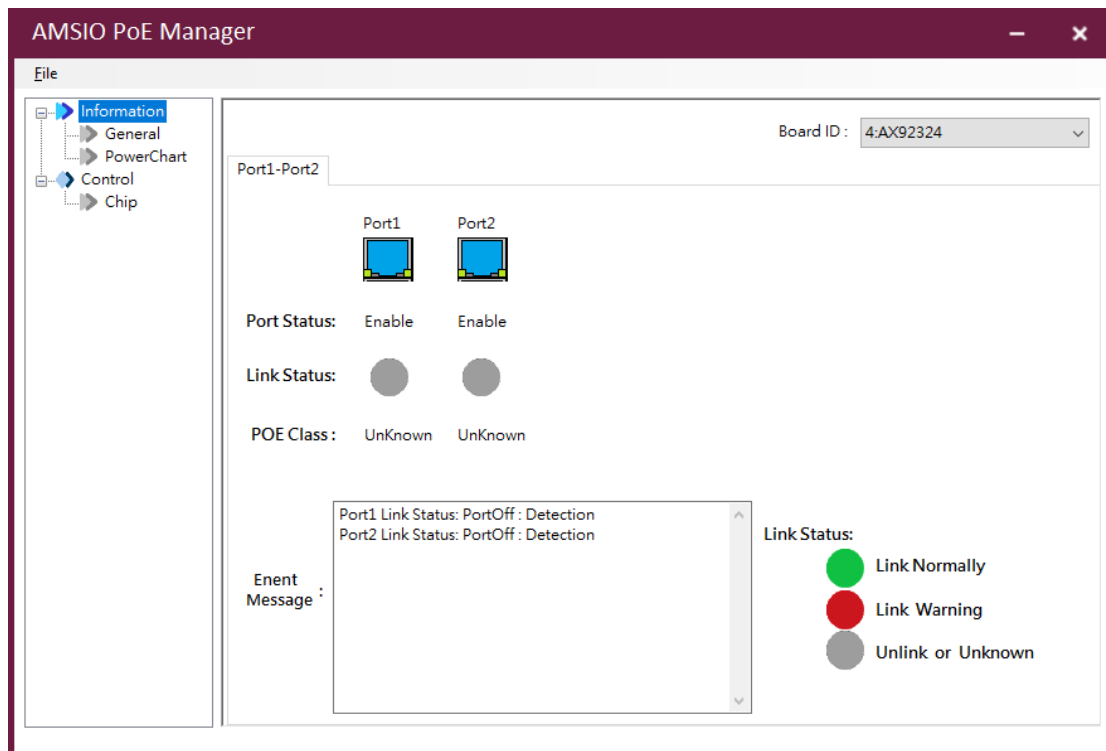 AMSIO PoE Manager
File
Information
General
PowerChart
Control
Chip
Board ID : 4:AX92324
Port1-Port2
Port1 Port2
Port Status: Enable Enable
Link Status:
POE Class : UnKnown UnKnown
Enent Message :
Port1 Link Status: PortOff : Detection
Port2 Link Status: PortOff : Detection
Link Status:
Link Normally
Link Warning
Unlink or Unknown